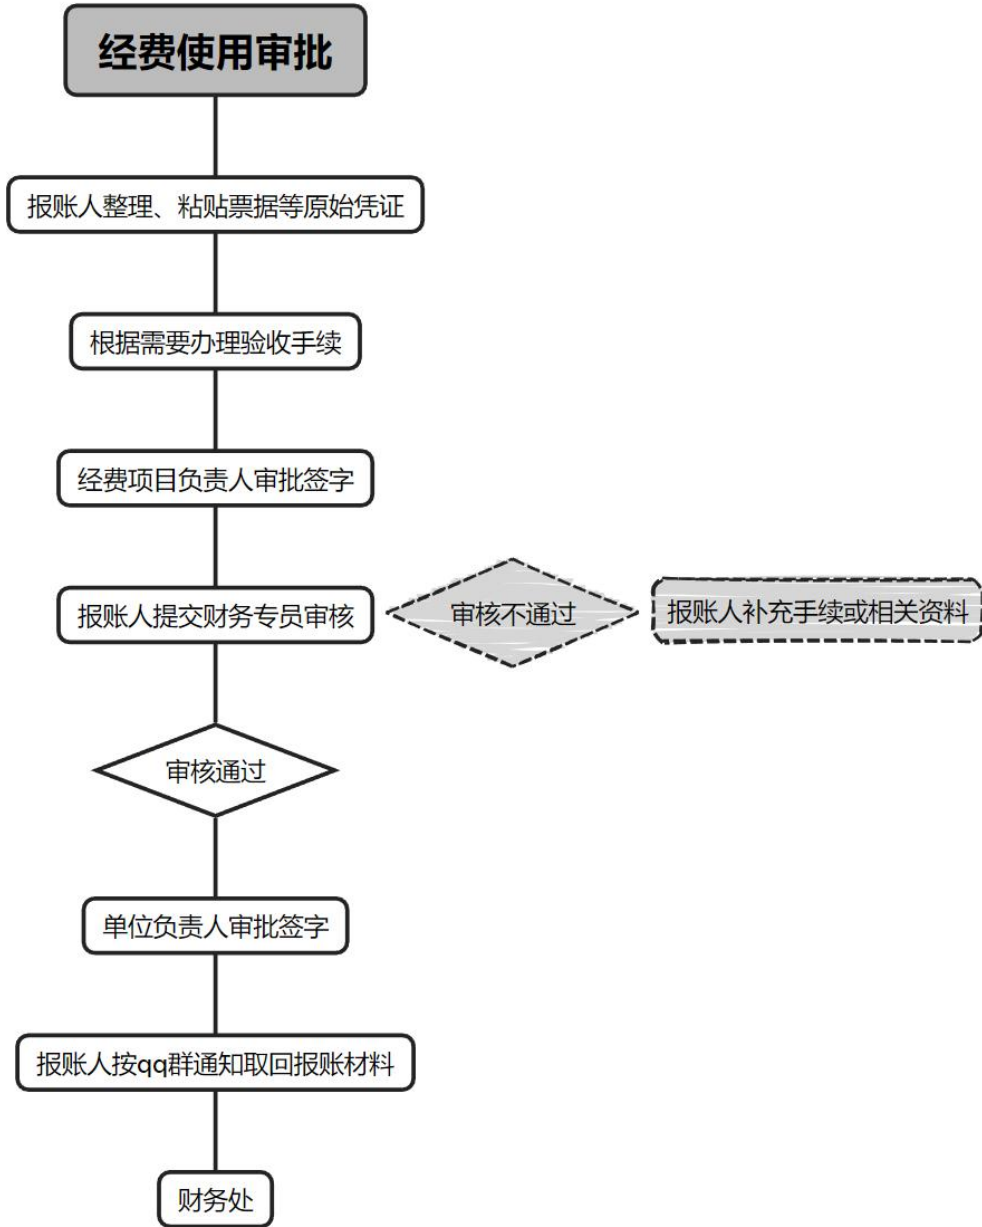 经费使用审批
报账人整理、粘贴票据等原始凭证
根据需要办理验收手续
经费项目负责人审批签字
报账人提交财务专员审核
审核不通过
报账人补充手续或相关资料
审核通过
单位负责人审批签字
报账人按qq群通知取回报账材料
财务处